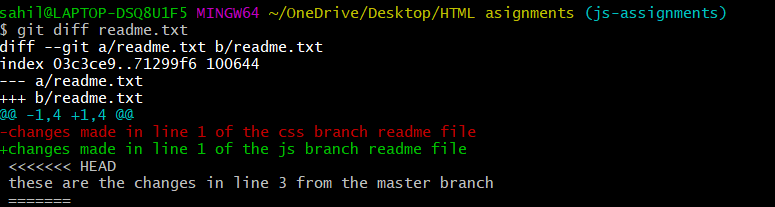 sahil@LAPTOP-DSQ8U1F5 MINGW64 ~/OneDrive/Desktop/HTML asignments (js-assignments)
$ git diff readme.txt
diff --git a/readme.txt b/readme.txt
index 03c3ce9..71299f6 100644
--- a/readme.txt
+++ b/readme.txt
@@ -1,4 +1,4 @@
-changes made in line 1 of the css branch readme file
+changes made in line 1 of the js branch readme file
 <<<<<<< HEAD
 these are the changes in line 3 from the master branch
 =======